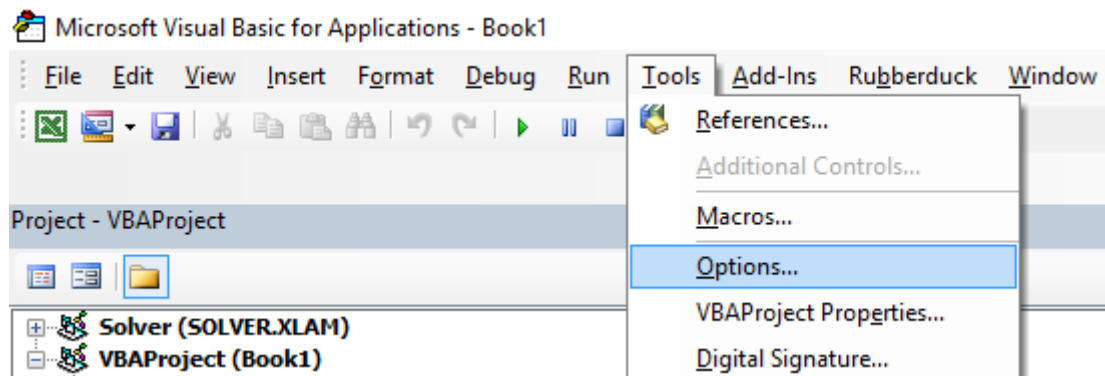 Microsoft Visual Basic for Applications - Book1
File Edit View Insert Format Debug Run Tools Add-Ins Rubberduck Window
References...
Additional Controls...
Project - VBAProject
Macros...
Options...
VBAProject Properties...
Solver (SOLVER.XLAM)
VBAProject (Book1)
Digital Signature...